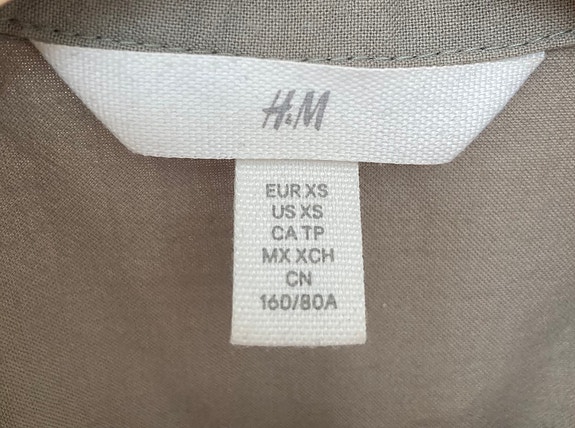 H&M
EUR XS
US XS
CA TP
MX XCH
CN
160/80A